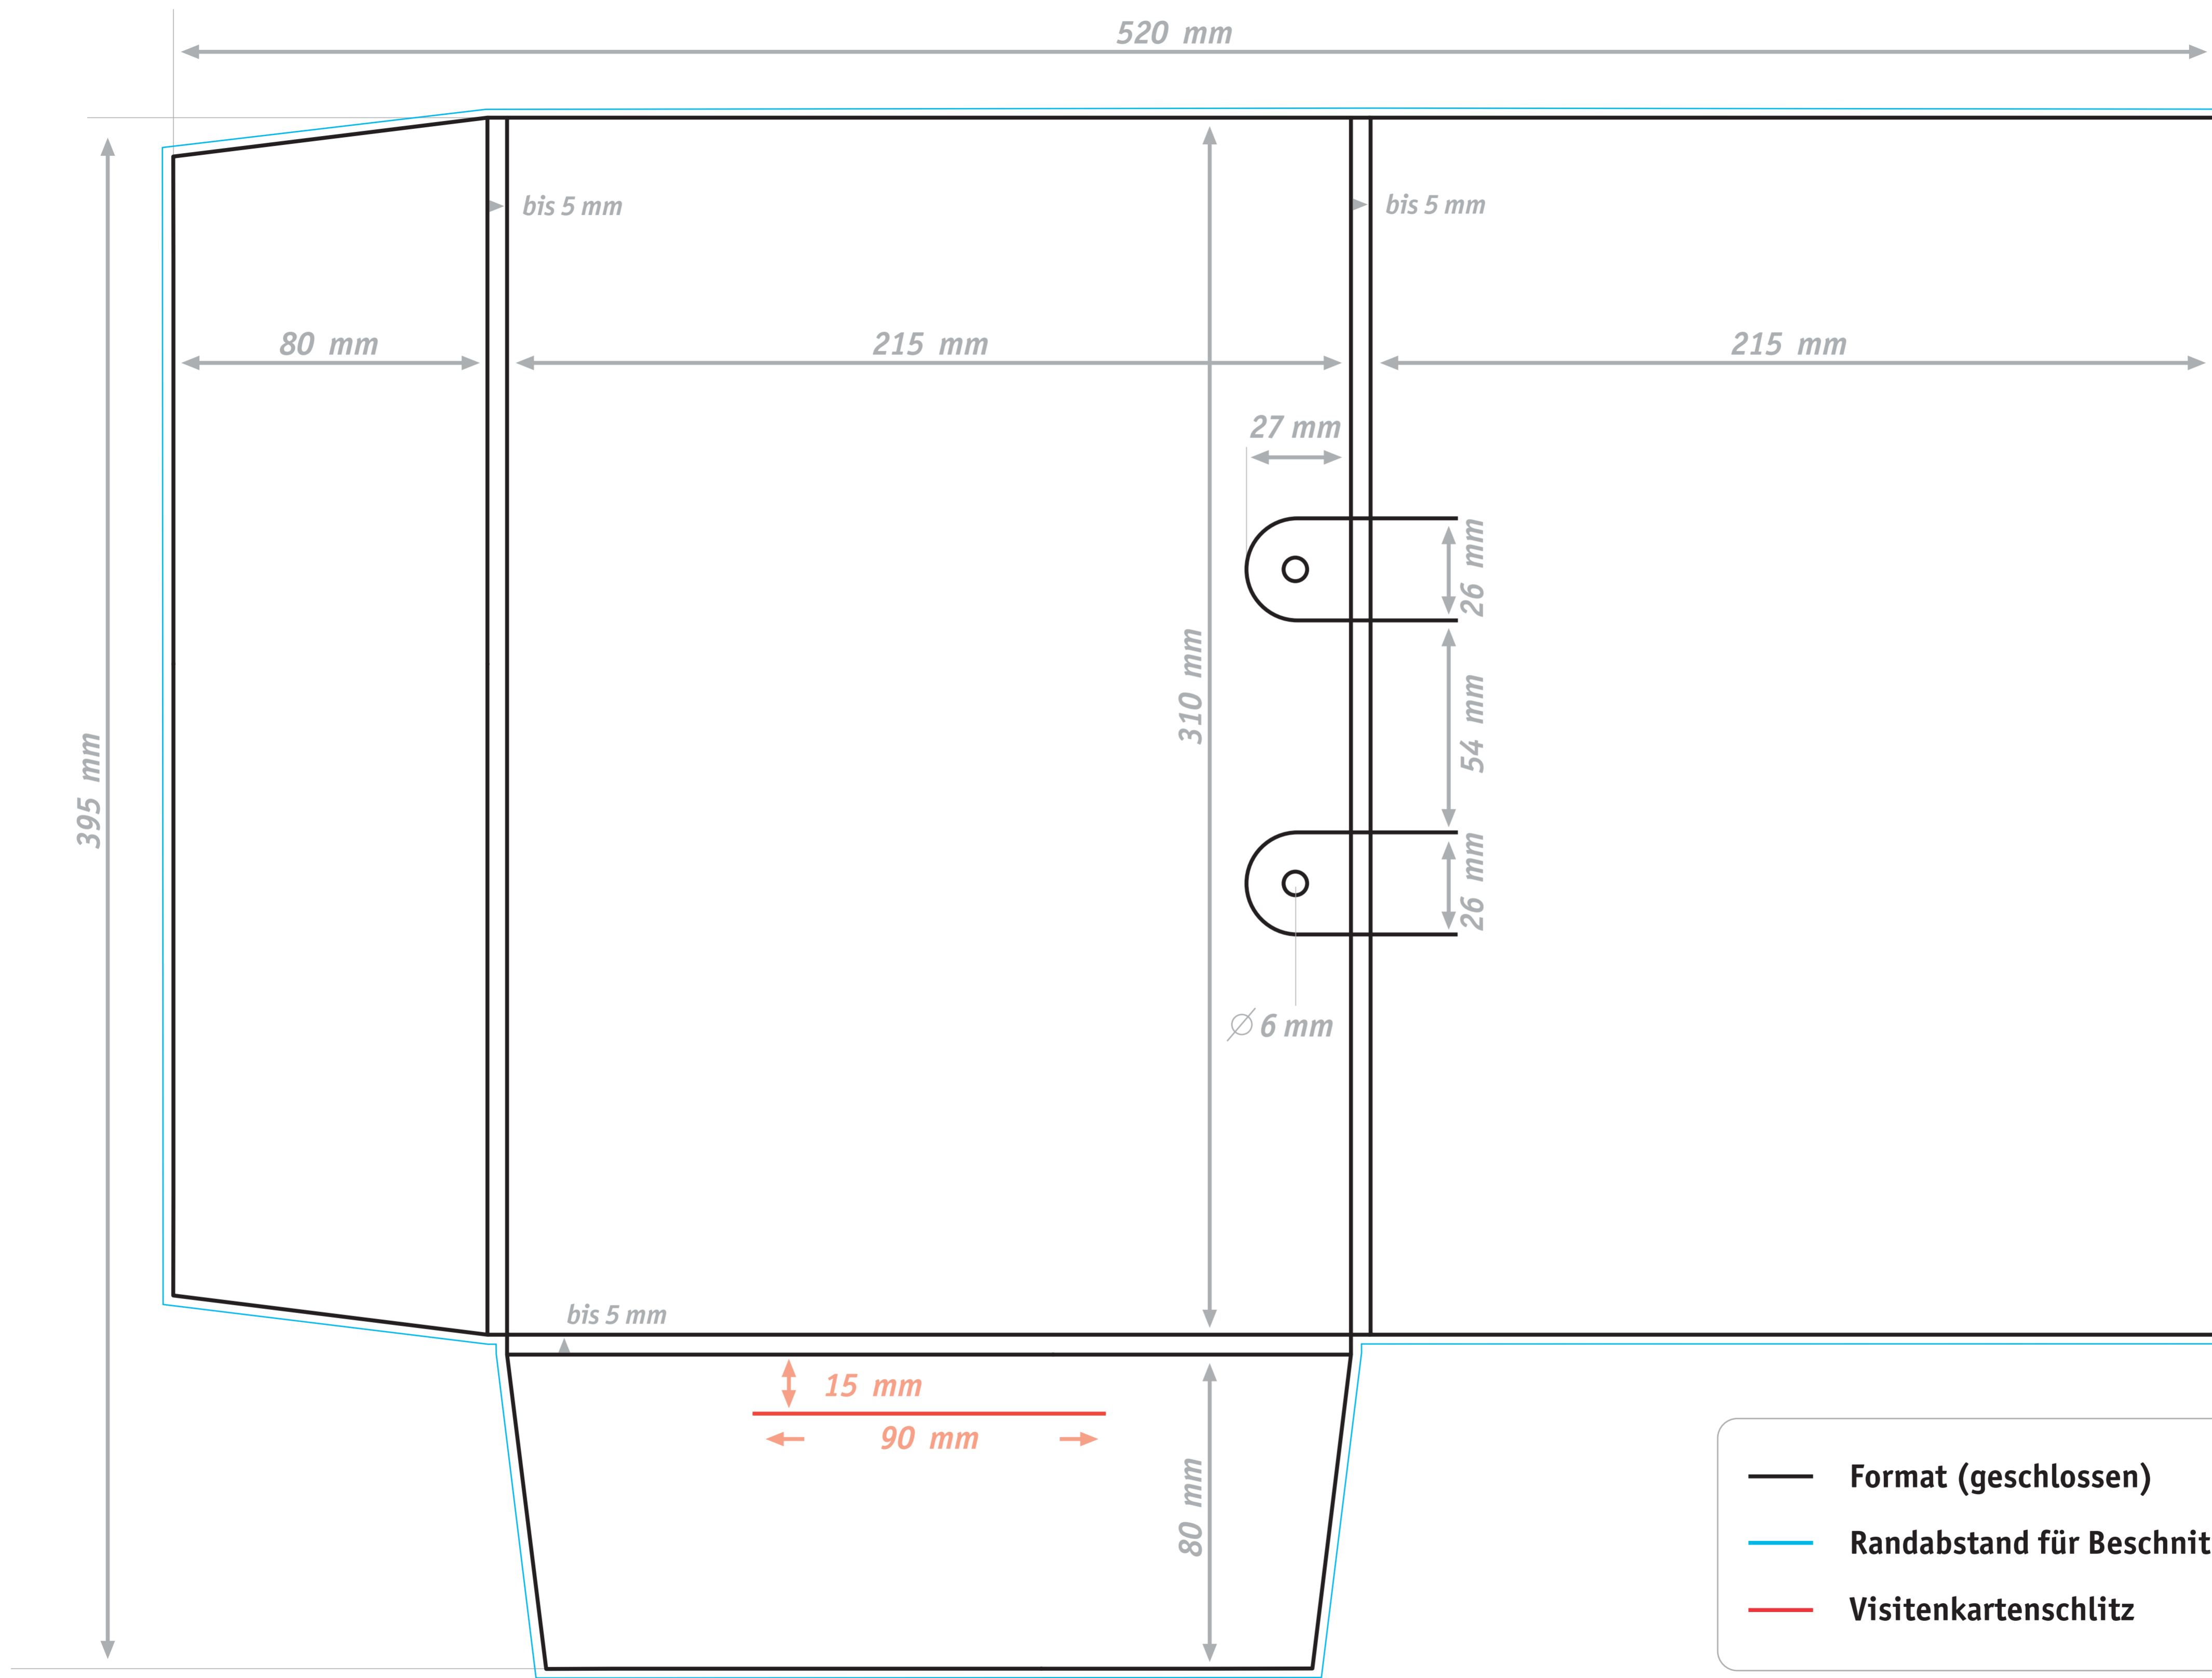 520 mm
bis 5 mm
bis 5 mm
80 mm
215 mm
215 mm
27 mm
26 mm
310 mm
54 mm
395 mm
26 mm
6 mm
bis 5 mm
15 mm
90 mm
80 mm
Format (geschlossen)
Randabstand für Beschnit
Visitenkartenschlitz